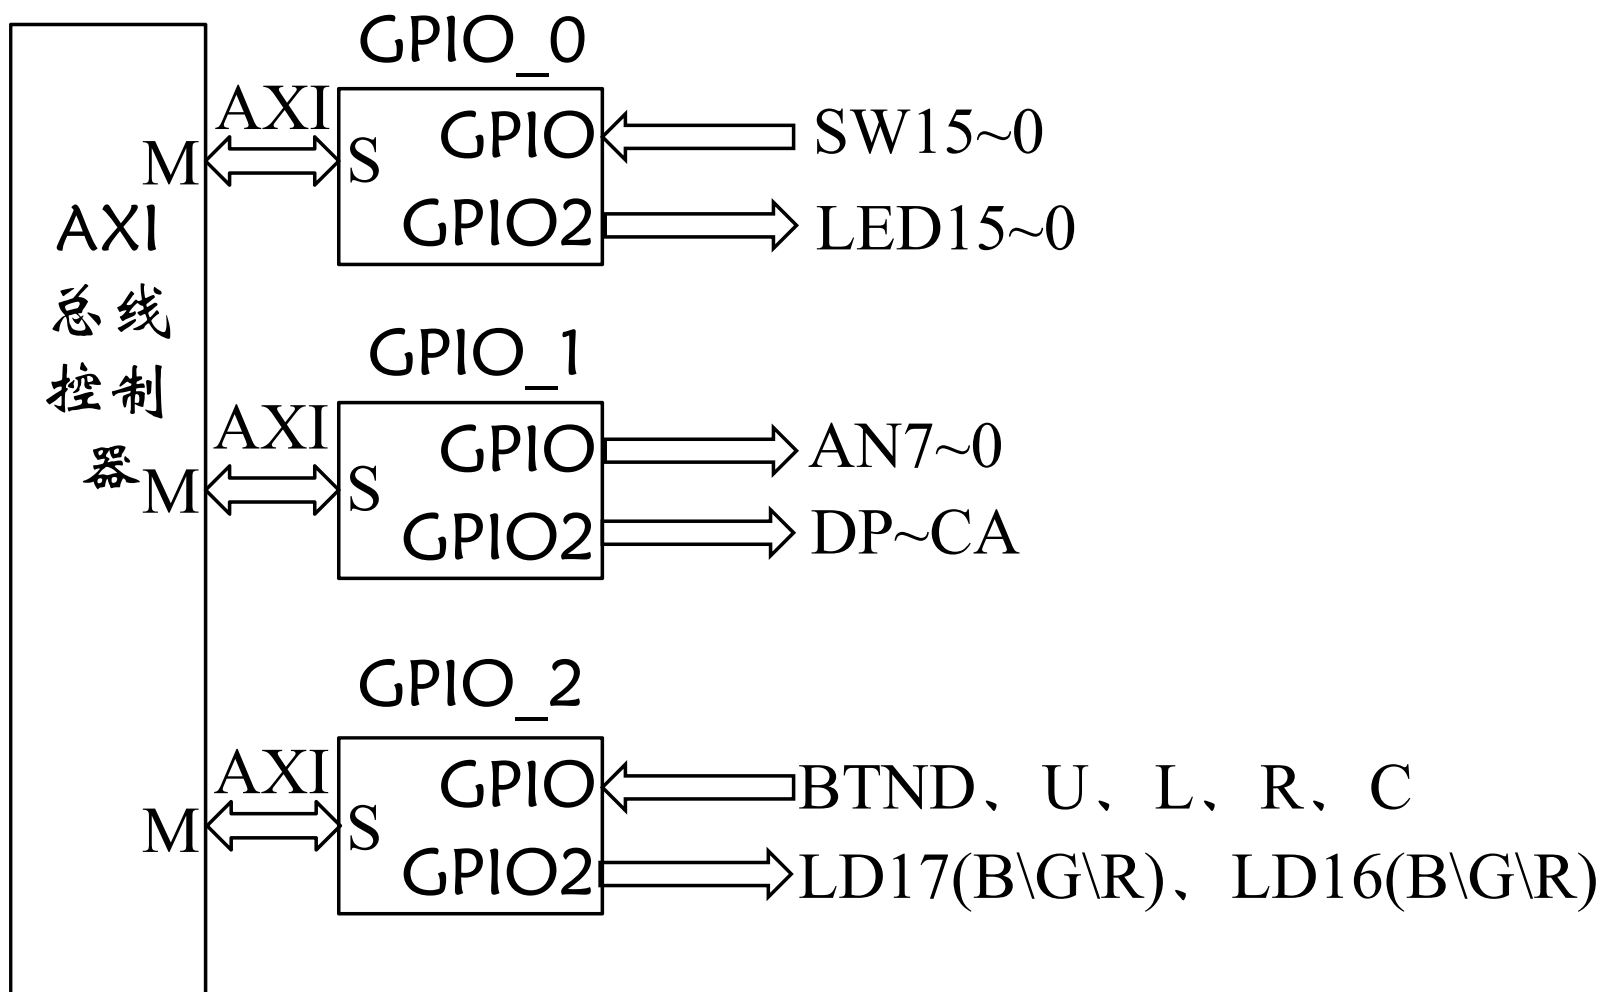 GPIO_0
AXI
M
S
GPIO
SW15~0
GPIO2
LED15~0
AXI
总线
控制
器
GPIO_1
AXI
M
S
GPIO
AN7~0
GPIO2
DP~CA
GPIO_2
AXI
M
S
GPIO
BTND、U、L、R、C
GPIO2
LD17(B\G\R)、LD16(B\G\R)